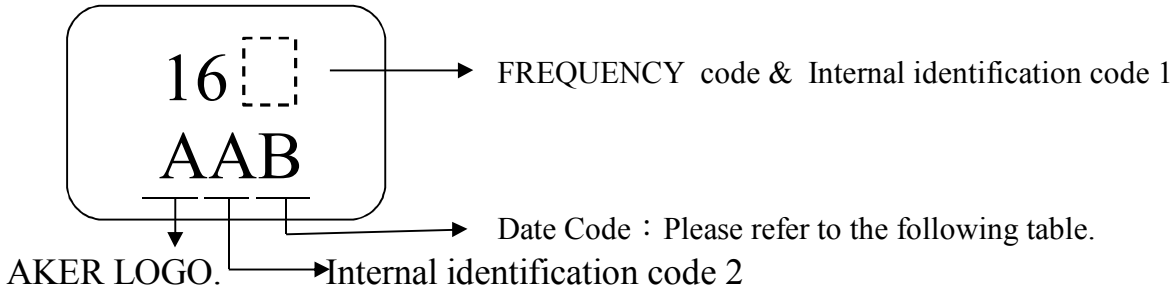 16 FREQUENCY code & Internal identification code 1
AAB
Date Code：Please refer to the following table.
AKER LOGO. Internal identification code 2